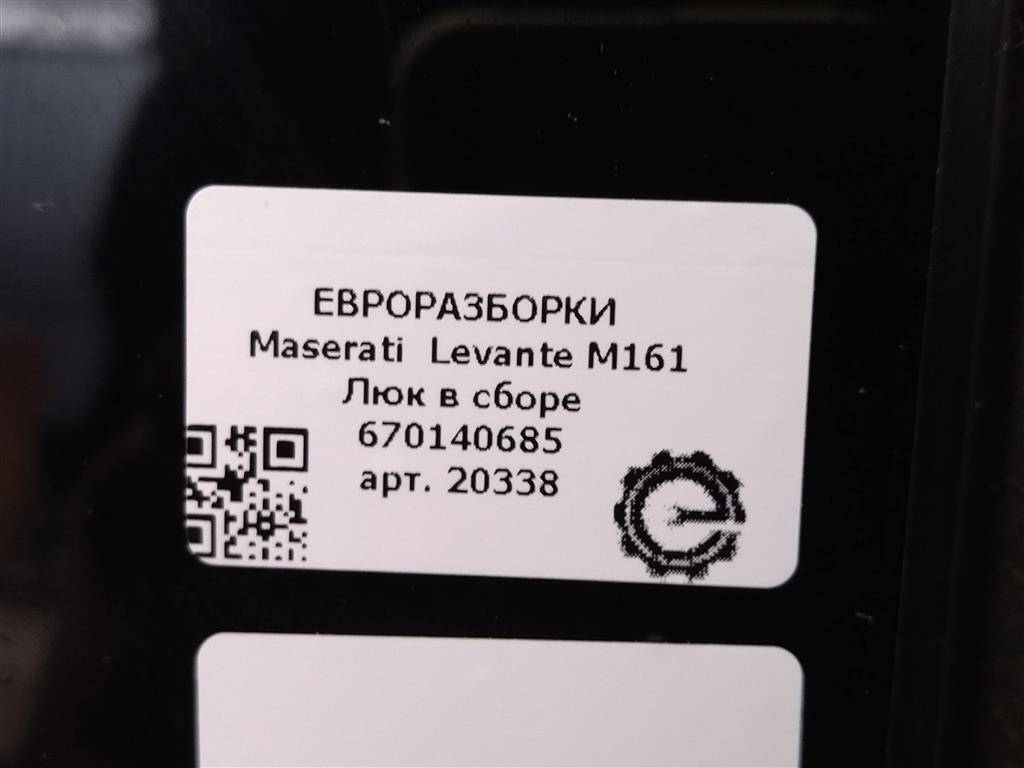 ЕВРОРАЗБОРКИ
Maserati Levante M161
Люк в сборе
670140685
арт. 20338